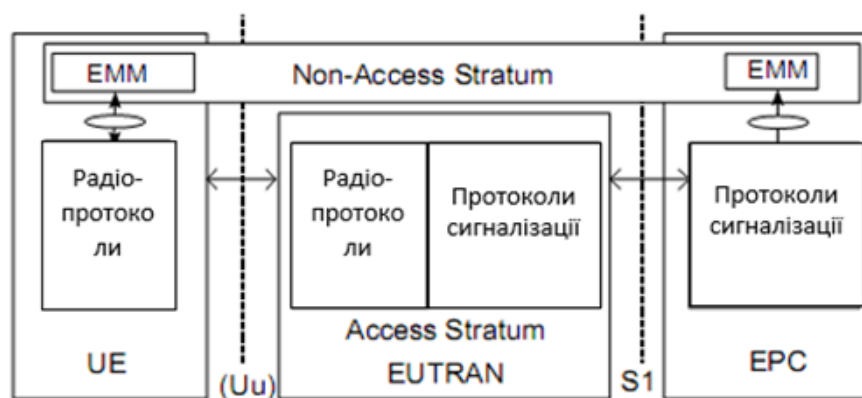 EMM
Non-Access Stratum
EMM
Радіо-
протоко
ли
Радіо-
протоко
ли
Протоколи
сигналізації
Протоколи
сигналізації
Access Stratum
UE
(Uu)
EUTRAN
S1
EPC